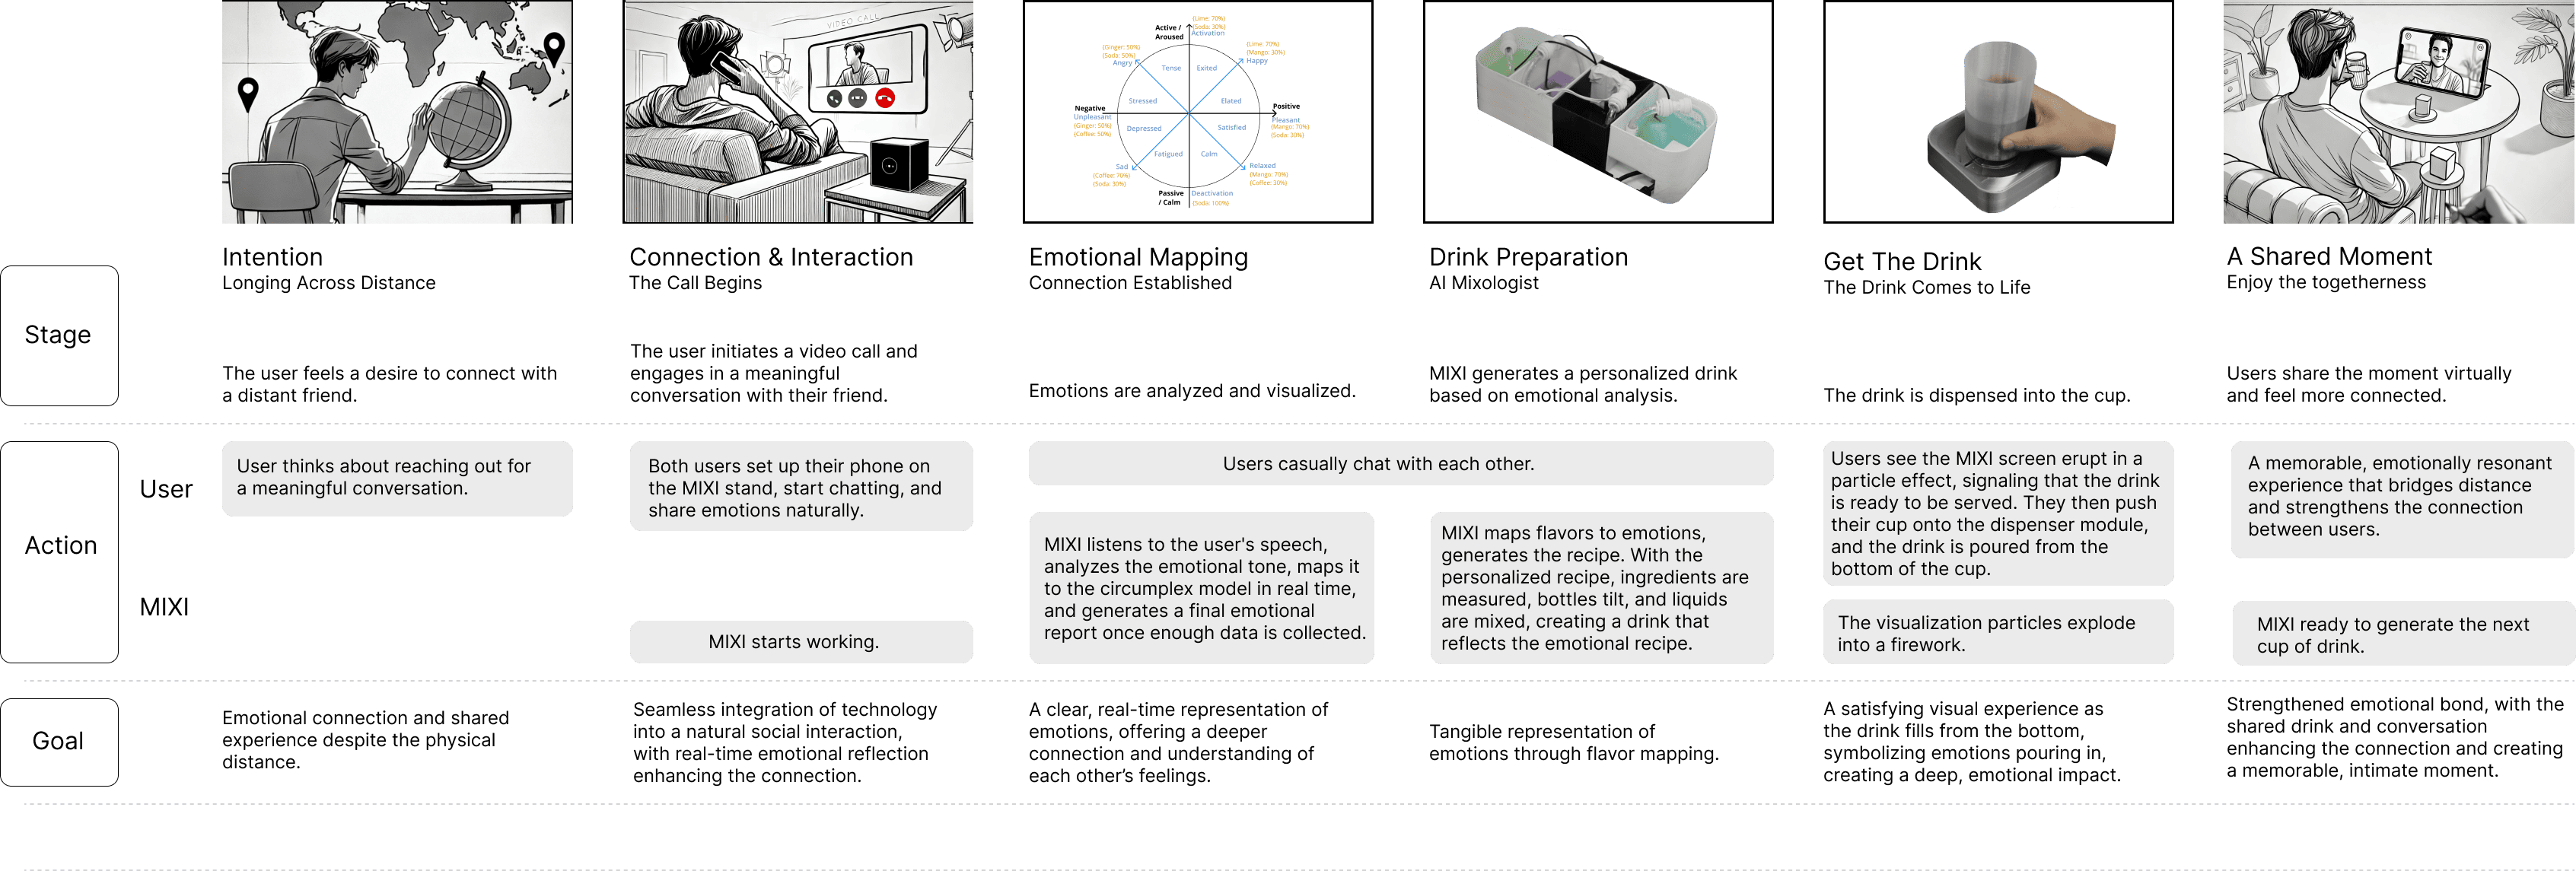 VIDEO CALL
Active /
Aroused
(Lime: 70%)
(Soda: 30%)
Activation
(Ginger: 50%)
(Soda: 50%)
Angry
(Lime: 70%)
(Mango: 30%)
Happy
Tense
Exited
Stressed
Elated
Negative
Unpleasant
(Ginger: 50%)
(Coffee: 50%)
Positive
Pleasant
(Mango: 70%)
(Soda: 30%)
Depressed
Satisfied
Fatigued
Calm
Sad
(Coffee: 70%)
(Soda: 30%)
Relaxed
(Mango: 70%)
(Coffee: 30%)
Passive
/ Calm
Deactivation
(Soda: 100%)
Stage
Intention
Longing Across Distance
The user feels a desire to connect with
a distant friend.
Connection & Interaction
The Call Begins
The user initiates a video call and
engages in a meaningful
conversation with their friend.
Emotional Mapping
Connection Established
Emotions are analyzed and visualized.
Drink Preparation
AI Mixologist
MIXI generates a personalized drink
based on emotional analysis.
Get The Drink
The Drink Comes to Life
The drink is dispensed into the cup.
A Shared Moment
Enjoy the togetherness
Users share the moment virtually
and feel more connected.
Action
User
User thinks about reaching out for
a meaningful conversation.
Both users set up their phone on
the MIXI stand, start chatting, and
share emotions naturally.
Users casually chat with each other.
Users see the MIXI screen erupt in a
particle effect, signaling that the drink
is ready to be served. They then push
their cup onto the dispenser module,
and the drink is poured from the
bottom of the cup.
A memorable, emotionally resonant
experience that bridges distance
and strengthens the connection
between users.
MIXI
MIXI starts working.
MIXI listens to the user's speech,
analyzes the emotional tone, maps it
to the circumplex model in real time,
and generates a final emotional
report once enough data is collected.
MIXI maps flavors to emotions,
generates the recipe. With the
personalized recipe, ingredients are
measured, bottles tilt, and liquids
are mixed, creating a drink that
reflects the emotional recipe.
The visualization particles explode
into a firework.
MIXI ready to generate the next
cup of drink.
Goal
Emotional connection and shared
experience despite the physical
distance.
Seamless integration of technology
into a natural social interaction,
with real-time emotional reflection
enhancing the connection.
A clear, real-time representation of
emotions, offering a deeper
connection and understanding of
each other’s feelings.
Tangible representation of
emotions through flavor mapping.
A satisfying visual experience as
the drink fills from the bottom,
symbolizing emotions pouring in,
creating a deep, emotional impact.
Strengthened emotional bond, with the
shared drink and conversation
enhancing the connection and creating
a memorable, intimate moment.